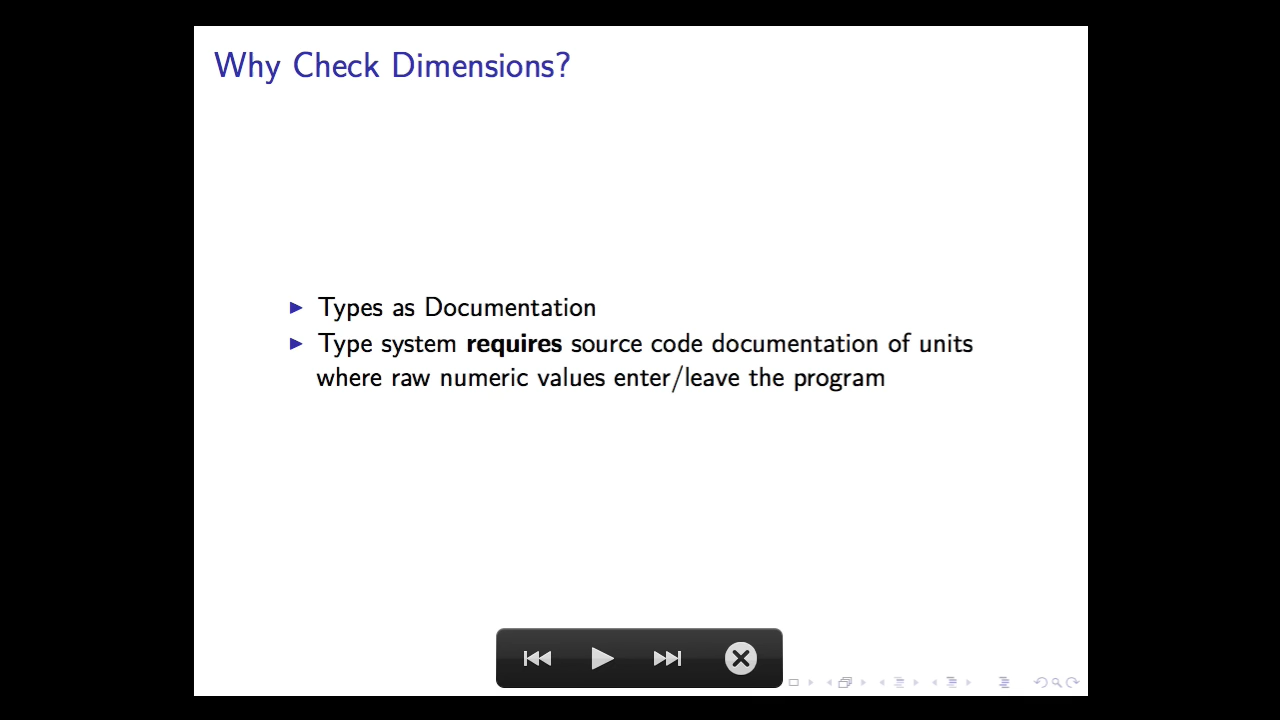 Why Check Dimensions?
Types as Documentation
Type system requires source code documentation of units
where raw numeric values enter/leave the program